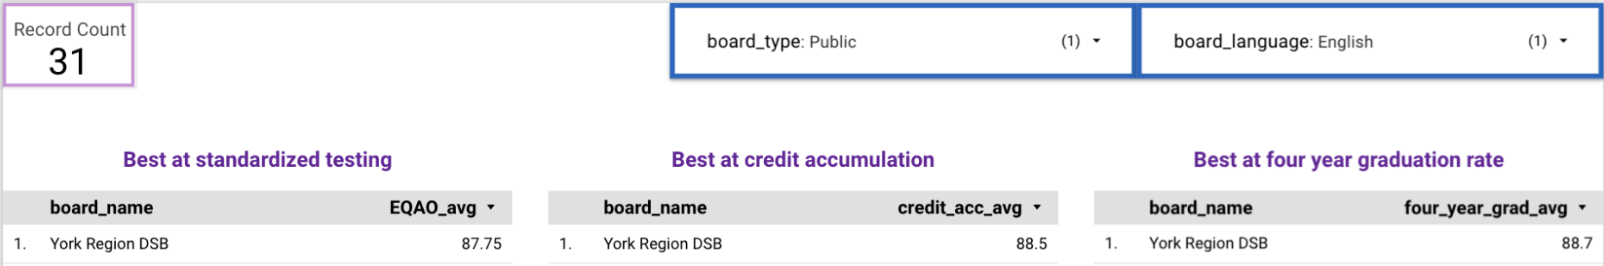 Record Count
31
board_type: Public (1)
board_language: English (1)
Best at standardized testing
board_name EQAO_avg
1. York Region DSB 87.75
Best at credit accumulation
board_name credit_acc_avg
1. York Region DSB 88.5
Best at four year graduation rate
board_name four_year_grad_avg
1. York Region DSB 88.7